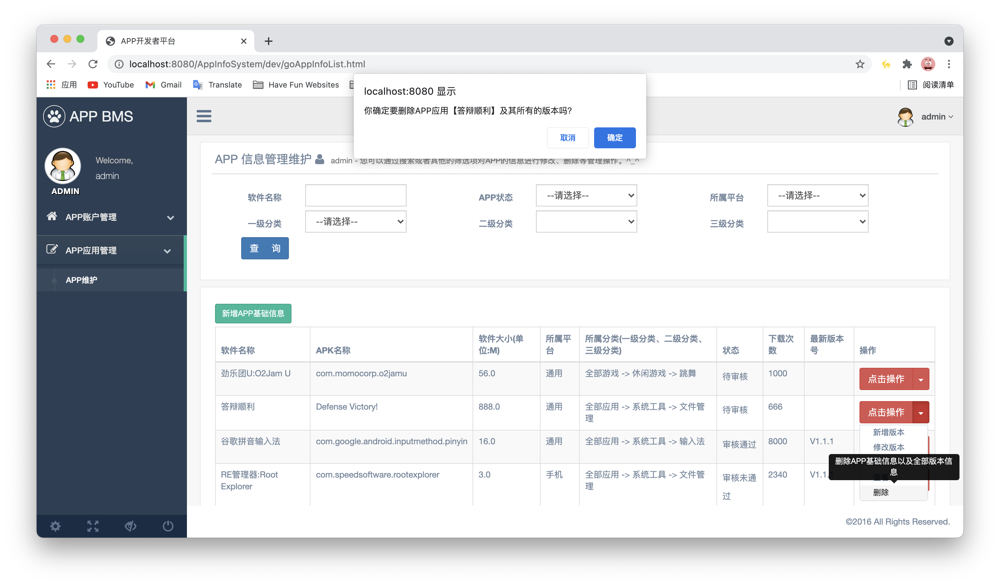 APP开发者平台
localhost:8080/AppInfoSystem/dev/goAppInfoList.html
应用
YouTube
Gmail
Translate
Have Fun Websites
阅读清单
localhost:8080 显示
你确定要删除APP应用【答辩顺利】及其所有的版本吗?
取消
确定
APP BMS
admin
Welcome,
admin
ADMIN
APP账户管理
APP应用管理
APP维护
APP 信息管理维护
admin - 您可以通过搜索或者其他的筛选项对APP的信息进行修改、删除等管理操作。^_^
软件名称
APP状态
--请选择--
所属平台
--请选择--
一级分类
--请选择--
二级分类
三级分类
查 询
新增APP基础信息
软件名称
APK名称
软件大小(单
位:M)
所属平
台
所属分类(一级分类、二级分类、
三级分类)
状态
下载次
数
最新版本
号
操作
劲乐团U:O2Jam U
com.momocorp.o2jamu
56.0
通用
全部游戏 -> 休闲游戏 -> 跳舞
待审核
1000
点击操作
答辩顺利
Defense Victory!
888.0
通用
全部应用 -> 系统工具 -> 文件管
理
待审核
666
点击操作
新增版本
修改版本
谷歌拼音输入法
com.google.android.inputmethod.pinyin
16.0
通用
全部应用 -> 系统工具 -> 输入法
审核通过
8000
V1.1.1
删除APP基础信息以及全部版本信
息
查看
删除
RE管理器:Root
Explorer
com.speedsoftware.rootexplorer
3.0
手机
全部应用 -> 系统工具 -> 文件管
理
审核未通
过
2340
V1.1.1
©2016 All Rights Reserved.